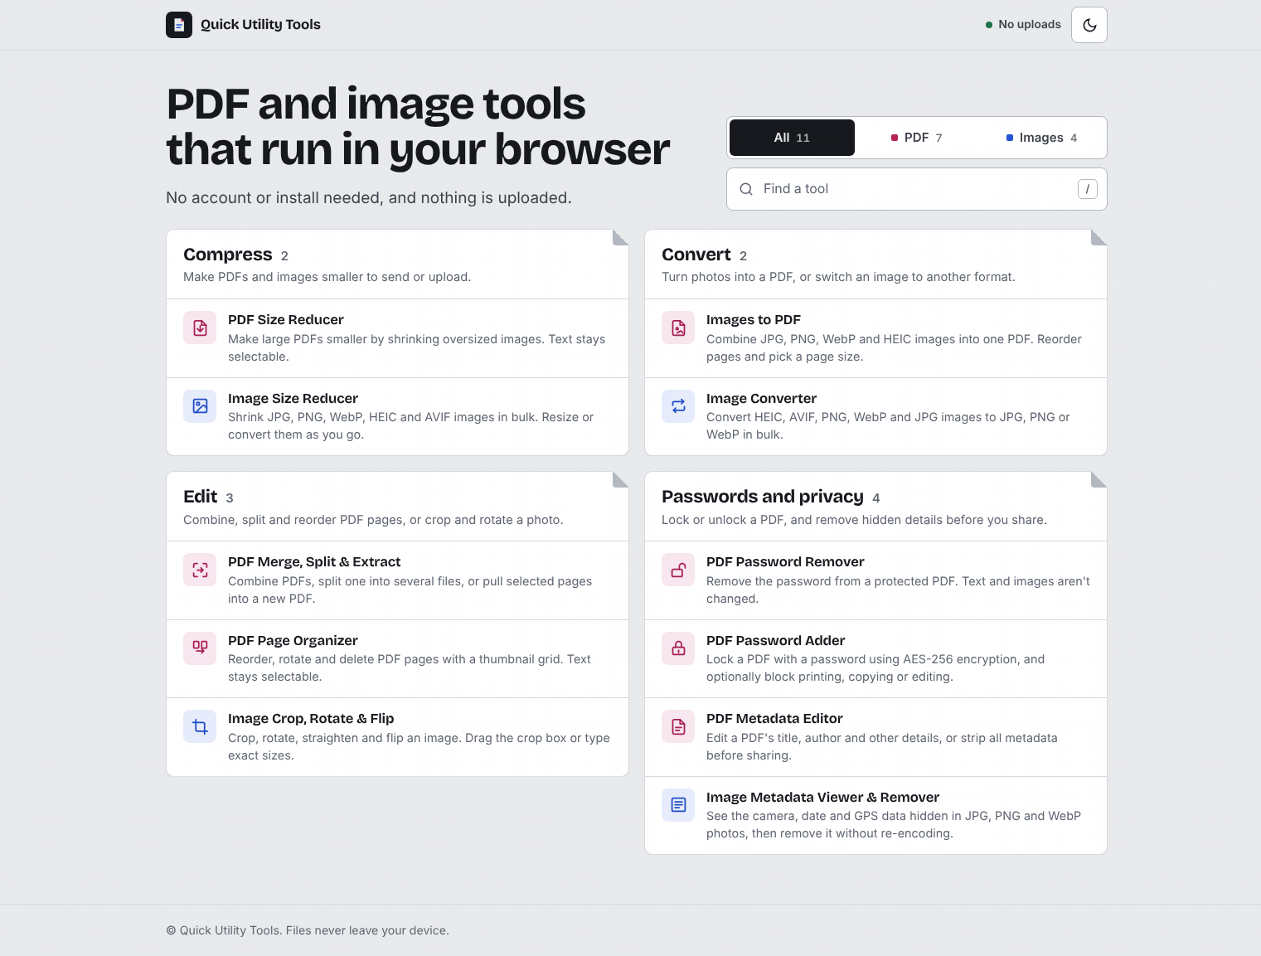 Quick Utility Tools
No uploads
PDF and image tools
that run in your browser
No account or install needed, and nothing is uploaded.
All 11
PDF 7
Images 4
Find a tool
/
Compress 2
Make PDFs and images smaller to send or upload.
PDF Size Reducer
Make large PDFs smaller by shrinking oversized images. Text stays
selectable.
Image Size Reducer
Shrink JPG, PNG, WebP, HEIC and AVIF images in bulk. Resize or
convert them as you go.
Convert 2
Turn photos into a PDF, or switch an image to another format.
Images to PDF
Combine JPG, PNG, WebP and HEIC images into one PDF. Reorder
pages and pick a page size.
Image Converter
Convert HEIC, AVIF, PNG, WebP and JPG images to JPG, PNG or
WebP in bulk.
Edit 3
Combine, split and reorder PDF pages, or crop and rotate a photo.
PDF Merge, Split & Extract
Combine PDFs, split one into several files, or pull selected pages
into a new PDF.
PDF Page Organizer
Reorder, rotate and delete PDF pages with a thumbnail grid. Text
stays selectable.
Image Crop, Rotate & Flip
Crop, rotate, straighten and flip an image. Drag the crop box or type
exact sizes.
Passwords and privacy 4
Lock or unlock a PDF, and remove hidden details before you share.
PDF Password Remover
Remove the password from a protected PDF. Text and images aren't
changed.
PDF Password Adder
Lock a PDF with a password using AES-256 encryption, and
optionally block printing, copying or editing.
PDF Metadata Editor
Edit a PDF's title, author and other details, or strip all metadata
before sharing.
Image Metadata Viewer & Remover
See the camera, date and GPS data hidden in JPG, PNG and WebP
photos, then remove it without re-encoding.
© Quick Utility Tools. Files never leave your device.